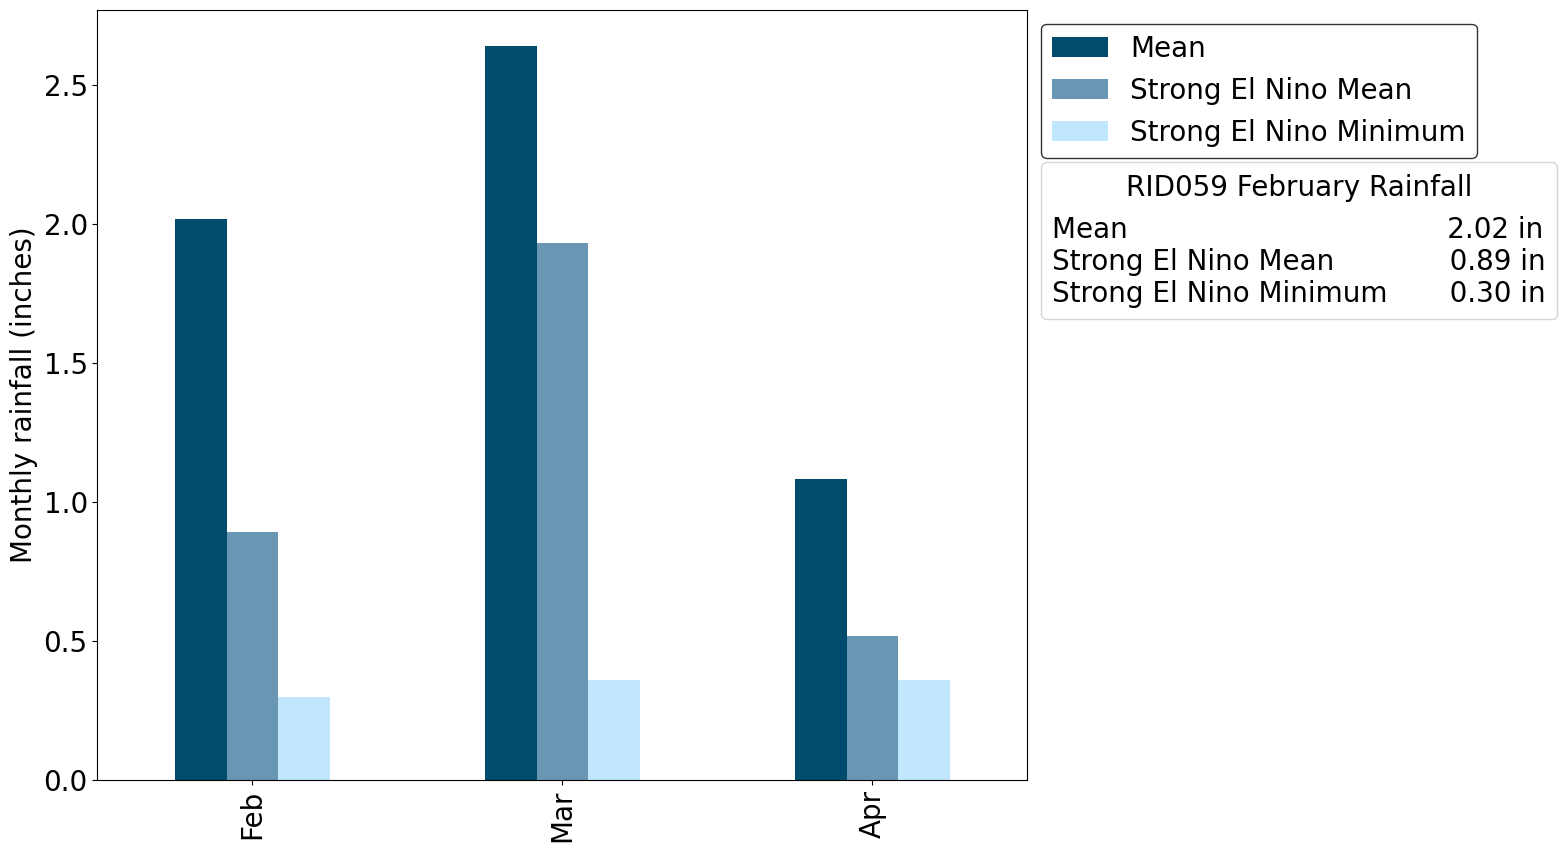 Monthly rainfall (inches)
2.5
2.0
1.5
1.0
0.5
0.0
Feb
Mar
Apr
Mean
Strong El Nino Mean
Strong El Nino Minimum
RID059 February Rainfall
Mean 2.02 in
Strong El Nino Mean 0.89 in
Strong El Nino Minimum 0.30 in